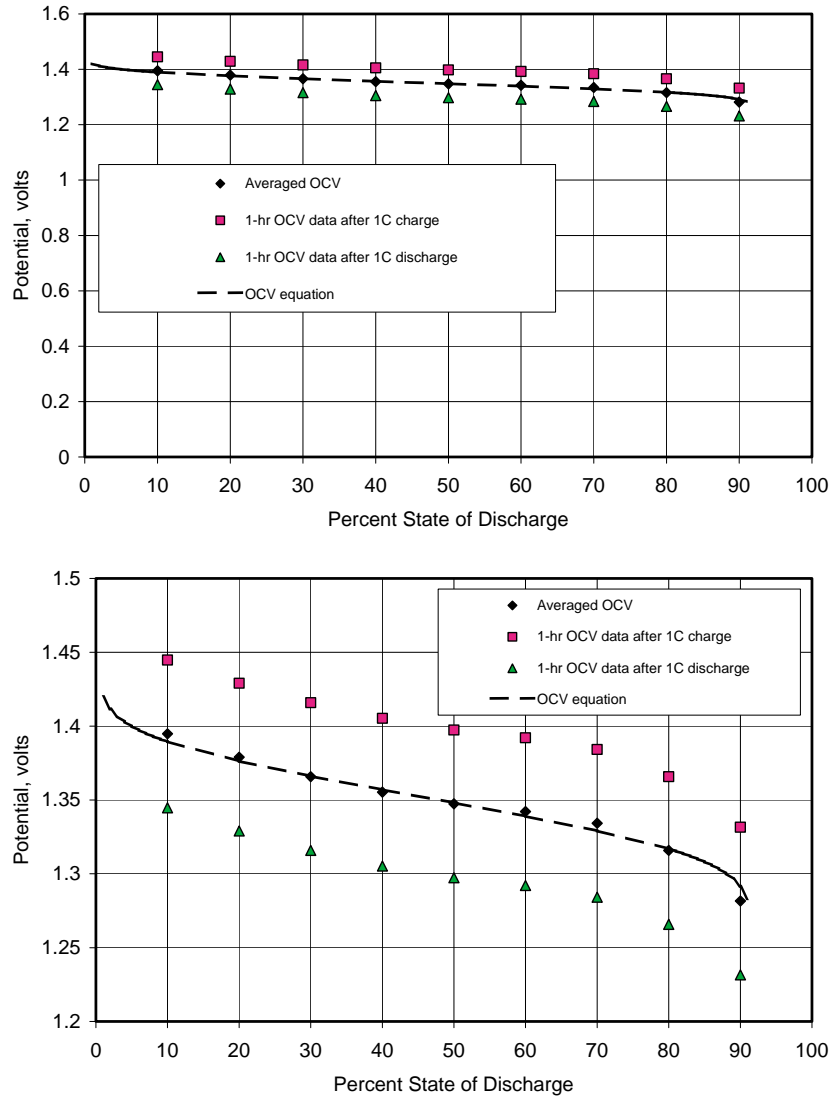 1.6
1.4
1.2
1
0.8
0.6
0.4
0.2
0
Potential, volts
Averaged OCV
1-hr OCV data after 1C charge
1-hr OCV data after 1C discharge
OCV equation
0 10 20 30 40 50 60 70 80 90 100
Percent State of Discharge
1.5
1.45
1.4
1.35
1.3
1.25
1.2
Potential, volts
Averaged OCV
1-hr OCV data after 1C charge
1-hr OCV data after 1C discharge
OCV equation
0 10 20 30 40 50 60 70 80 90 100
Percent State of Discharge